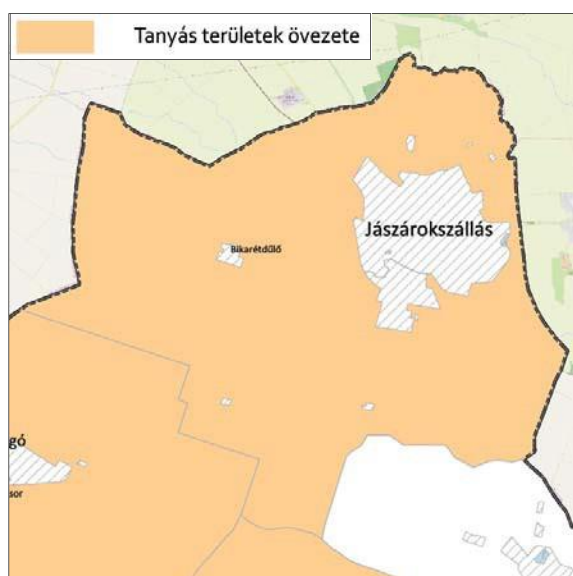 Tanyás területek övezete
Jászárokszállás
Bikarétdűlő
gó
sor